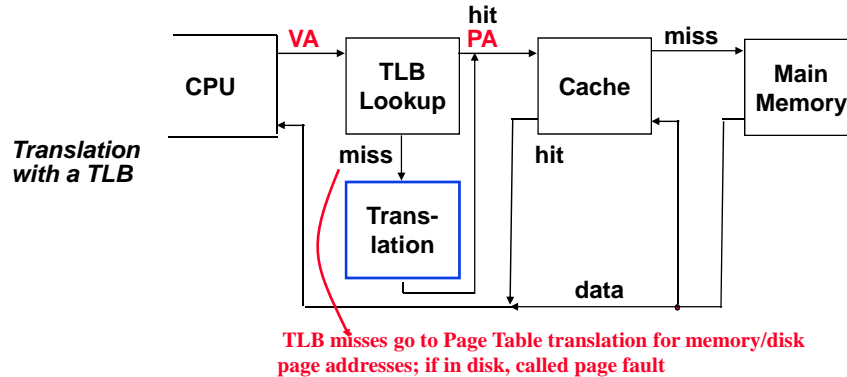 hit
VA
PA
miss
CPU
TLB
Lookup
Cache
Main
Memory
Translation
with a TLB
miss
hit
Trans-
lation
data
TLB misses go to Page Table translation for memory/disk
page addresses; if in disk, called page fault